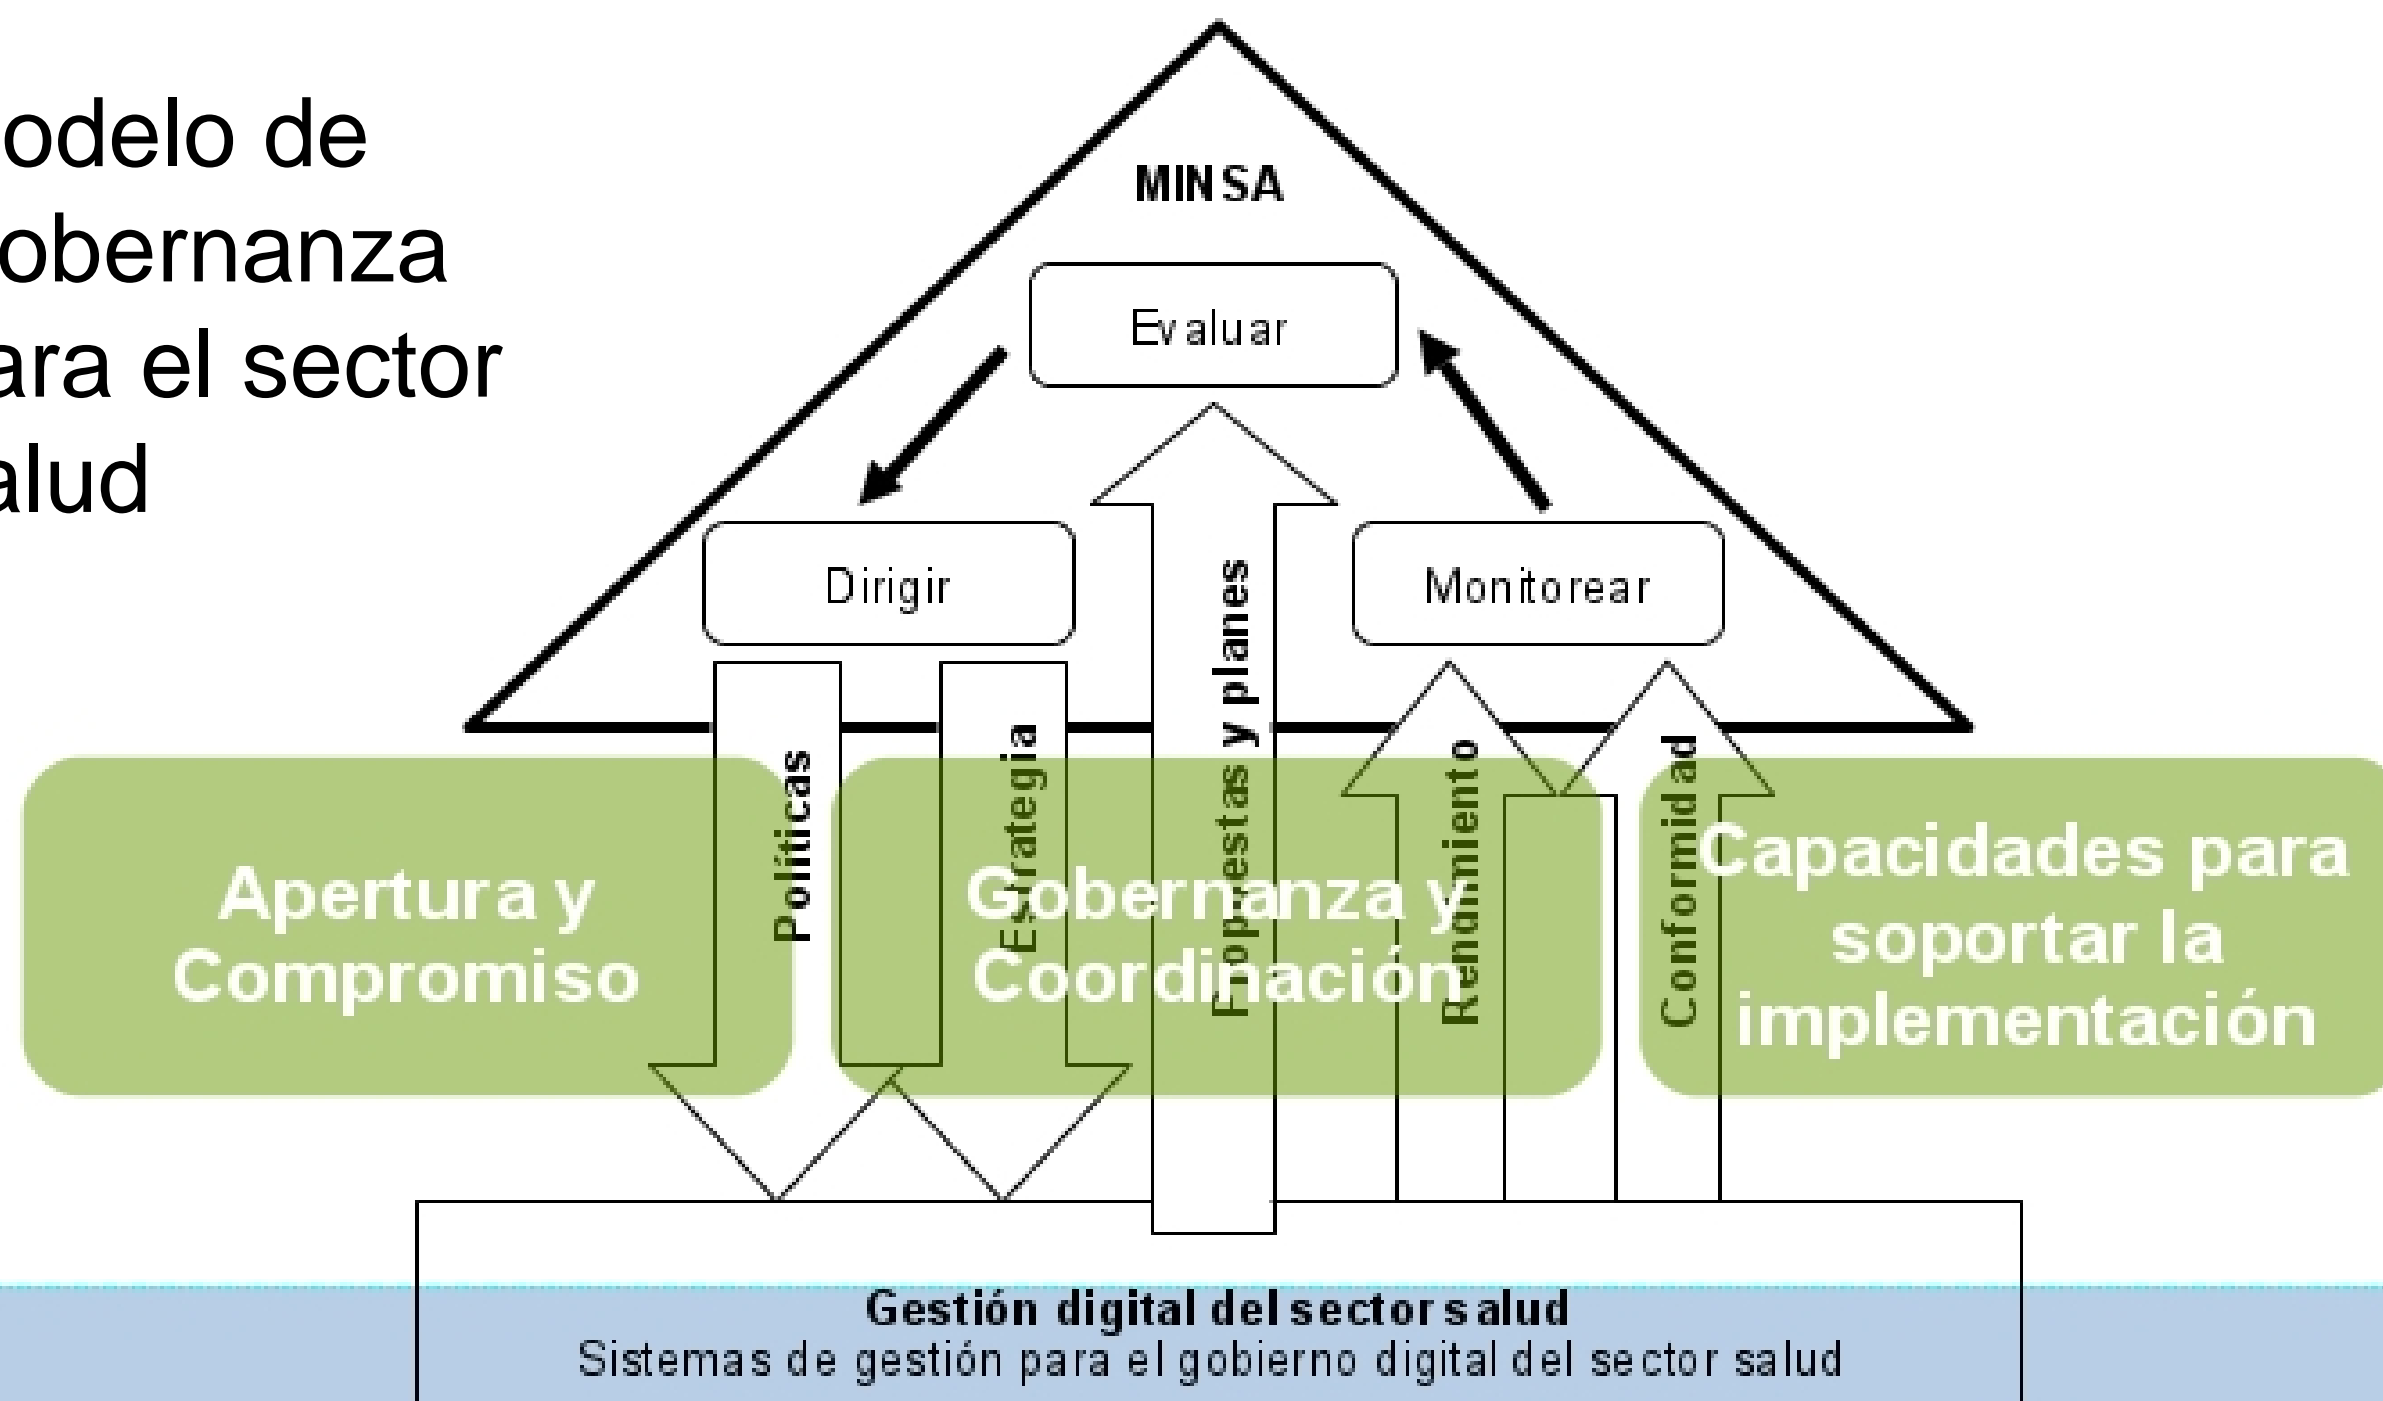 odelo de
obernanza
ara el sector
alud
MINSA
Evaluar
Dirigir
Monitorear
Políticas
Estrategia
Propuestas y planes
Rendimiento
Conformidad
Apertura y
Compromiso
Gobernanza y
Coordinación
Capacidades para
soportar la
implementación
Gestión digital del sector salud
Sistemas de gestión para el gobierno digital del sector salud